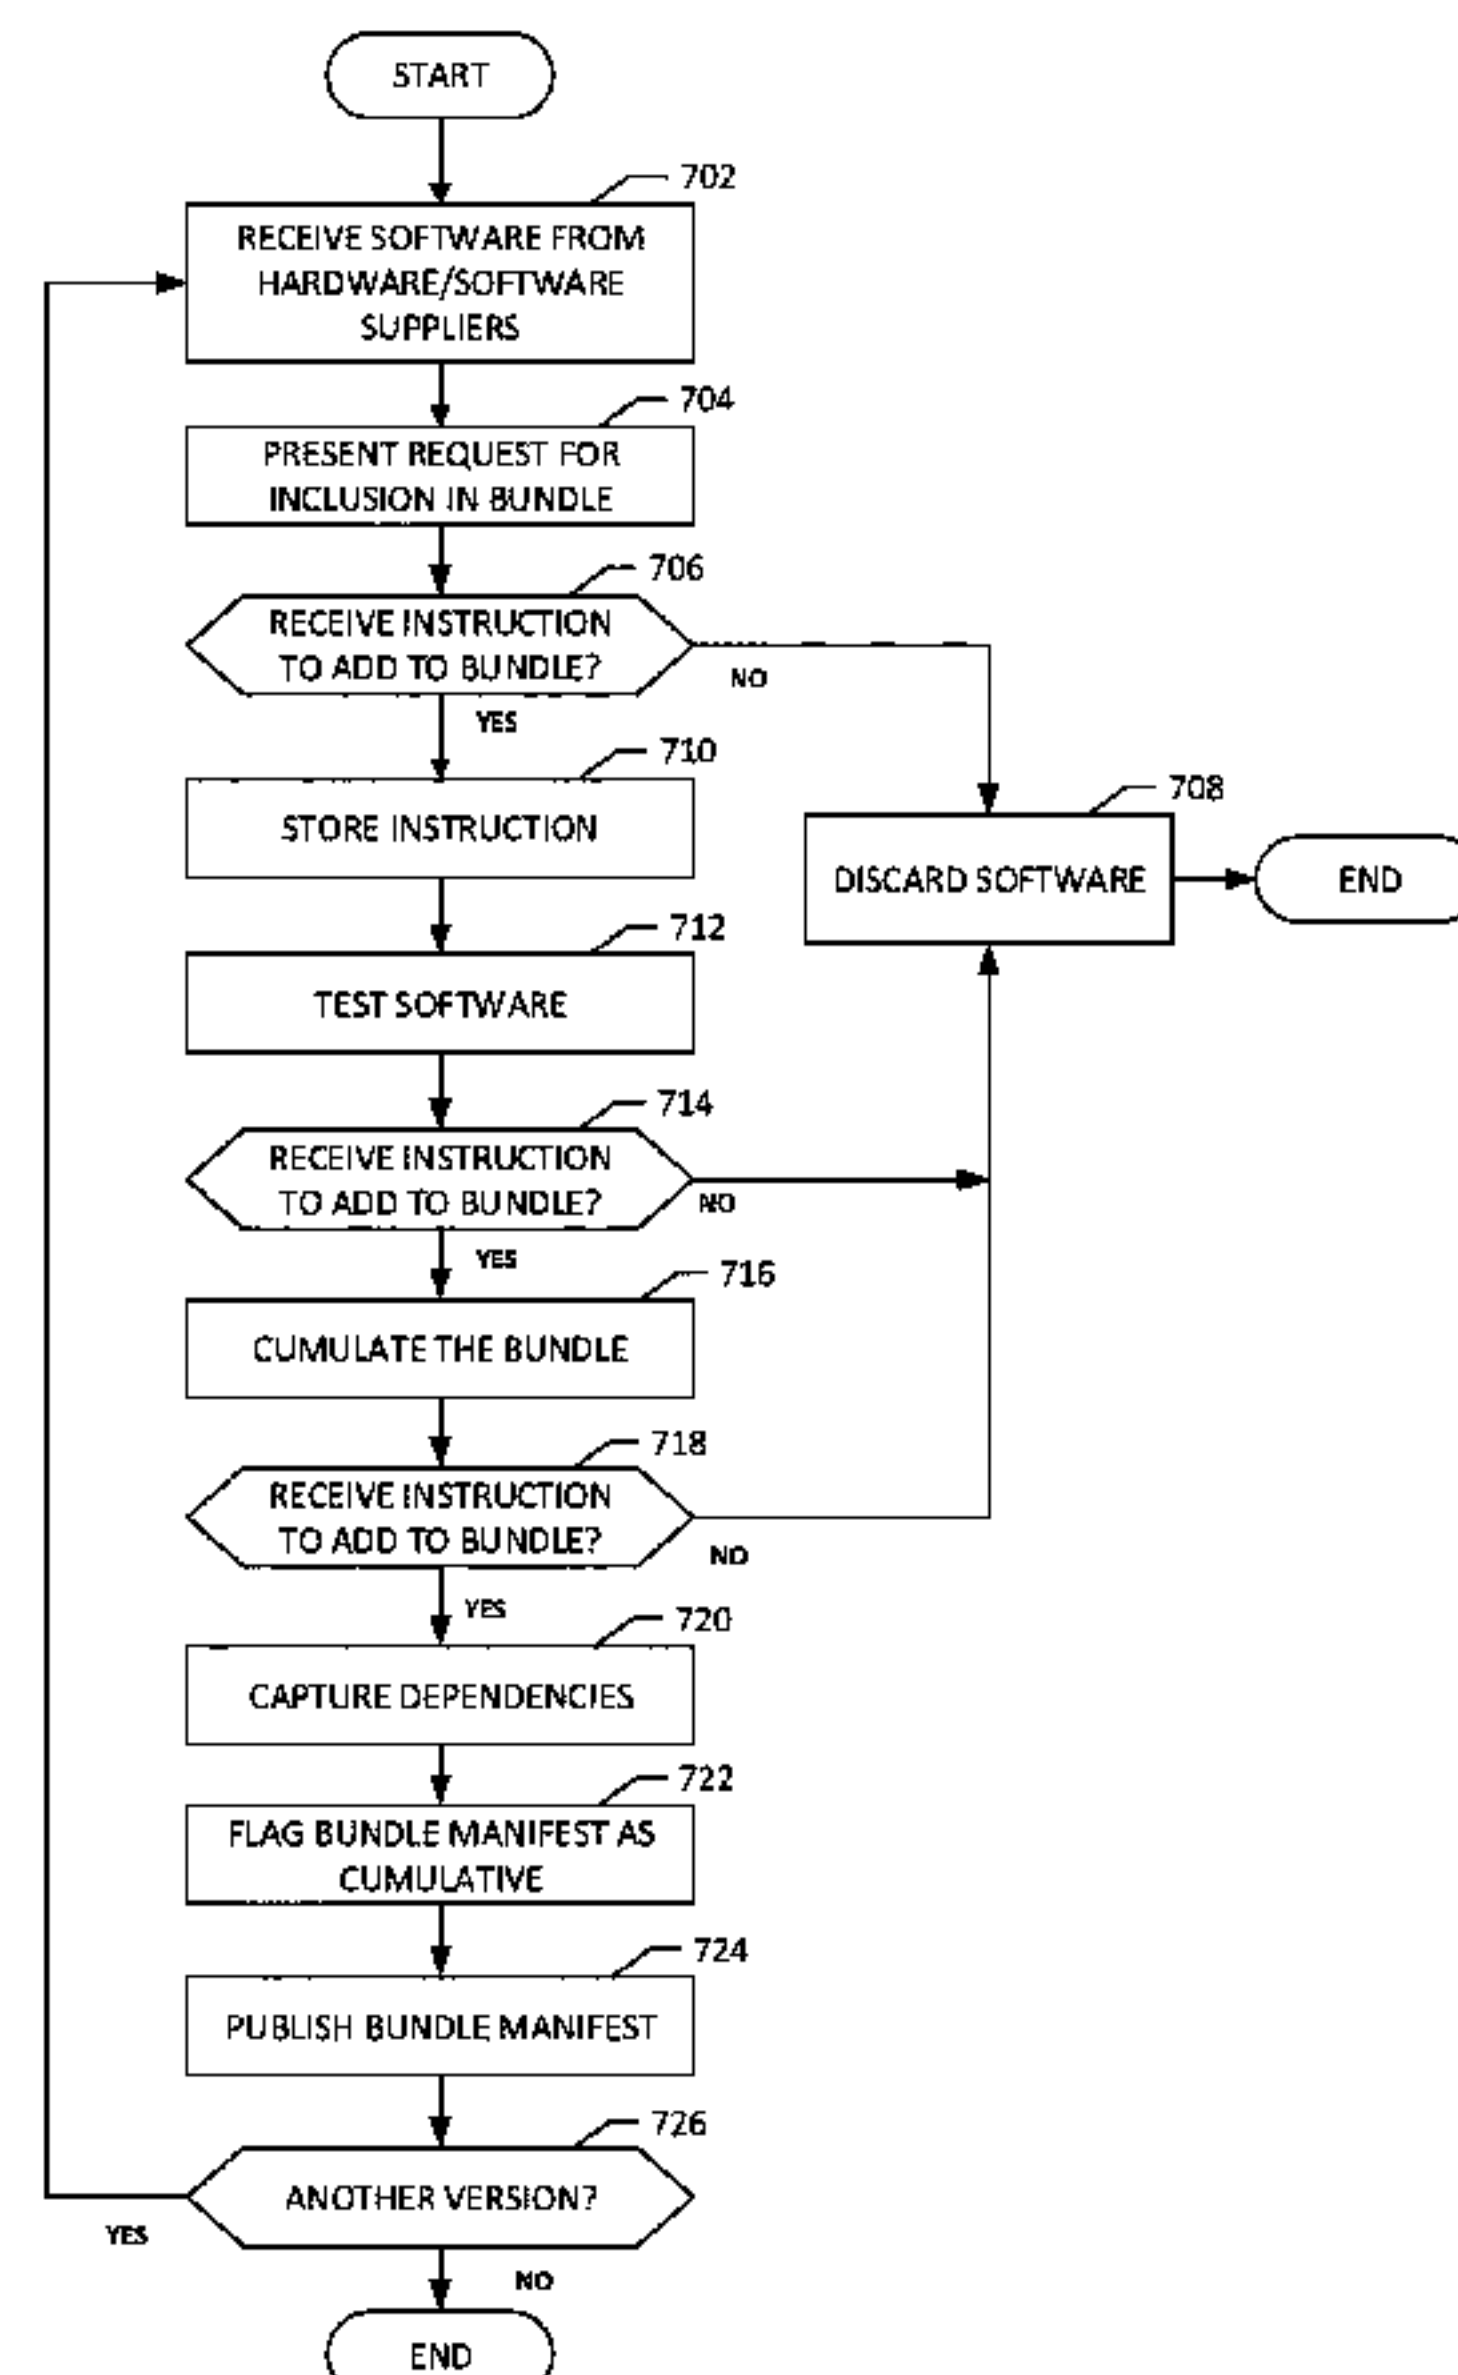 START
702
RECEIVE SOFTWARE FROM
HARDWARE/SOFTWARE
SUPPLIERS
704
PRESENT REQUEST FOR
INCLUSION IN BUNDLE
706
RECEIVE INSTRUCTION
TO ADD TO BUNDLE?
NO
YES
710
STORE INSTRUCTION
708
DISCARD SOFTWARE
END
712
TEST SOFTWARE
714
RECEIVE INSTRUCTION
TO ADD TO BUNDLE?
NO
YES
716
CUMULATE THE BUNDLE
718
RECEIVE INSTRUCTION
TO ADD TO BUNDLE?
NO
YES
720
CAPTURE DEPENDENCIES
722
FLAG BUNDLE MANIFEST AS
CUMULATIVE
724
PUBLISH BUNDLE MANIFEST
726
ANOTHER VERSION?
YES
NO
END